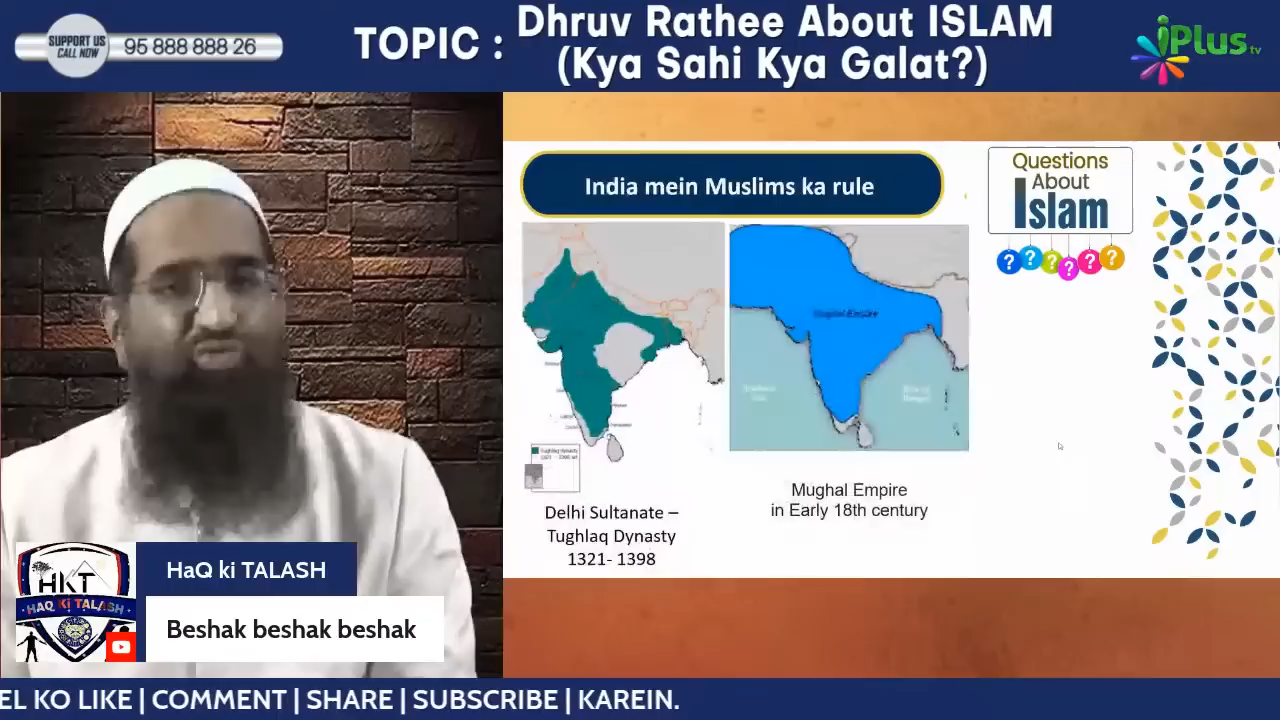 SUPPORT US
CALL NOW
95 888 888 26
TOPIC :
Dhruv Rathee About ISLAM
(Kya Sahi Kya Galat?)
iPlus tv
India mein Muslims ka rule
Questions
About
Islam
? ? ? ? ? ?
Mughal Empire
Tughlaq dynasty
Delhi Sultanate –
Tughlaq Dynasty
1321- 1398
Mughal Empire
in Early 18th century
HKT
HAQ Ki TALASH
HaQ ki TALASH
Beshak beshak beshak
EL KO LIKE | COMMENT | SHARE | SUBSCRIBE | KAREIN.